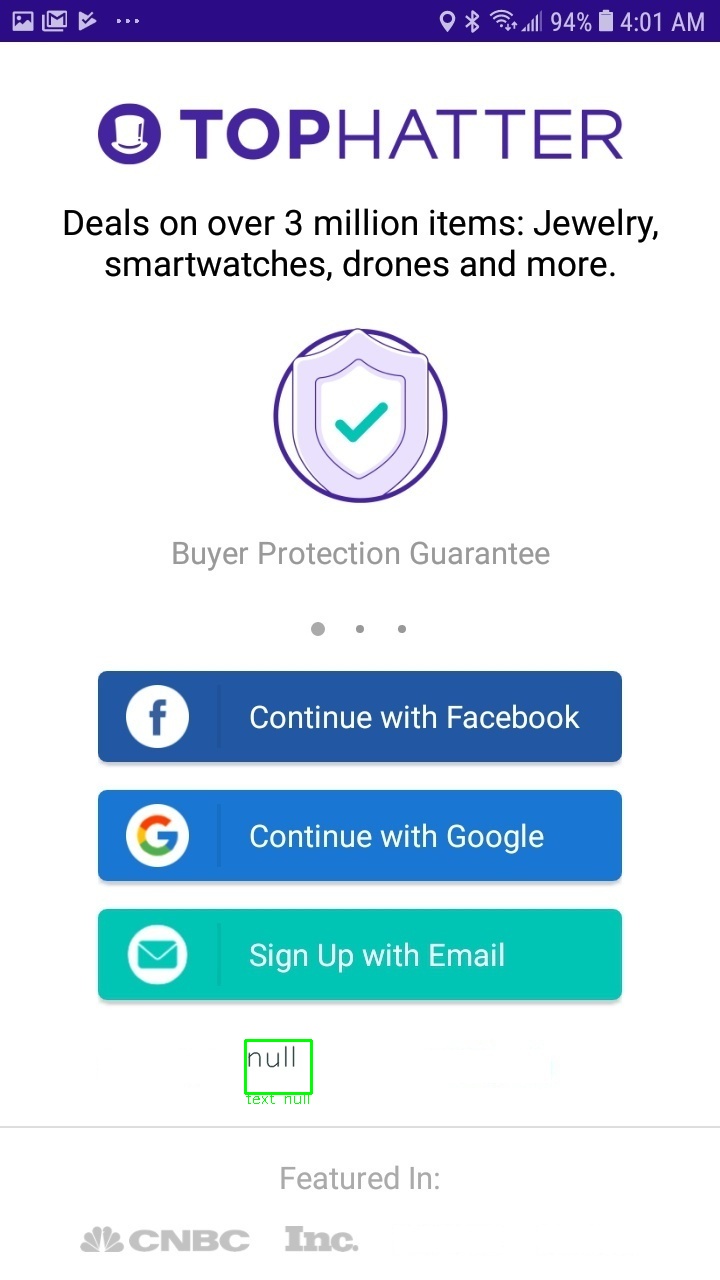 94% 4:01 AM
TOPHATTER
Deals on over 3 million items: Jewelry,
smartwatches, drones and more.
Buyer Protection Guarantee
Continue with Facebook
Continue with Google
Sign Up with Email
null
text null
Featured In:
CNBC Inc.